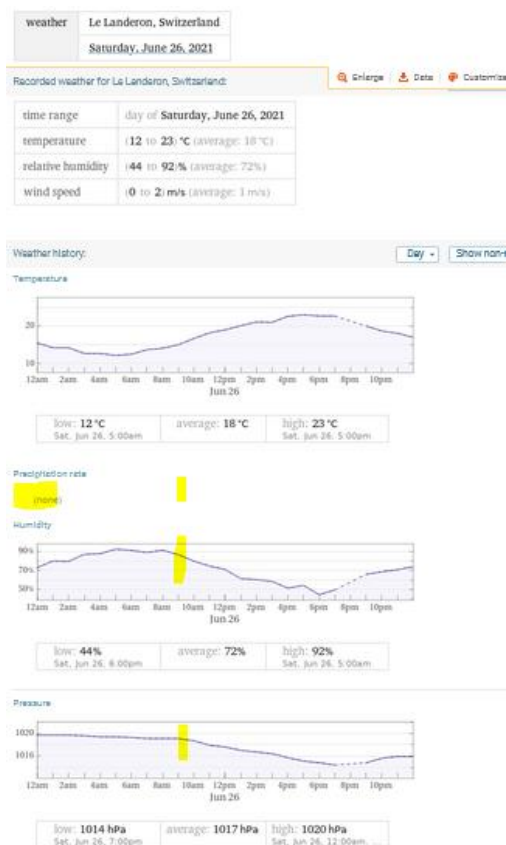 weather Le Landeron, Switzerland
Saturday, June 26, 2021
Recorded weather for Le Landeron, Switzerland: Enlarge Data Customize
time range day of Saturday, June 26, 2021
temperature (12 to 23) °C (average: 18 °C)
relative humidity (44 to 92)% (average: 72%)
wind speed (0 to 2) m/s (average: 1 m/s)
Weather history: Day Show non-
Temperature
20
10
12am 2am 4am 6am 8am 10am 12pm 2pm 4pm 6pm 8pm 10pm
Jun 26
low: 12 °C average: 18 °C high: 23 °C
Sat, Jun 26, 5:00am Sat, Jun 26, 5:00pm
Precipitation rate
(none)
Humidity
90%
70%
50%
12am 2am 4am 6am 8am 10am 12pm 2pm 4pm 6pm 8pm 10pm
Jun 26
low: 44% average: 72% high: 92%
Sat, Jun 26, 6:00pm Sat, Jun 26, 5:00am
Pressure
1020
1016
12am 2am 4am 6am 8am 10am 12pm 2pm 4pm 6pm 8pm 10pm
Jun 26
low: 1014 hPa average: 1017 hPa high: 1020 hPa
Sat, Jun 26, 7:00pm Sat, Jun 26, 12:00am, ...